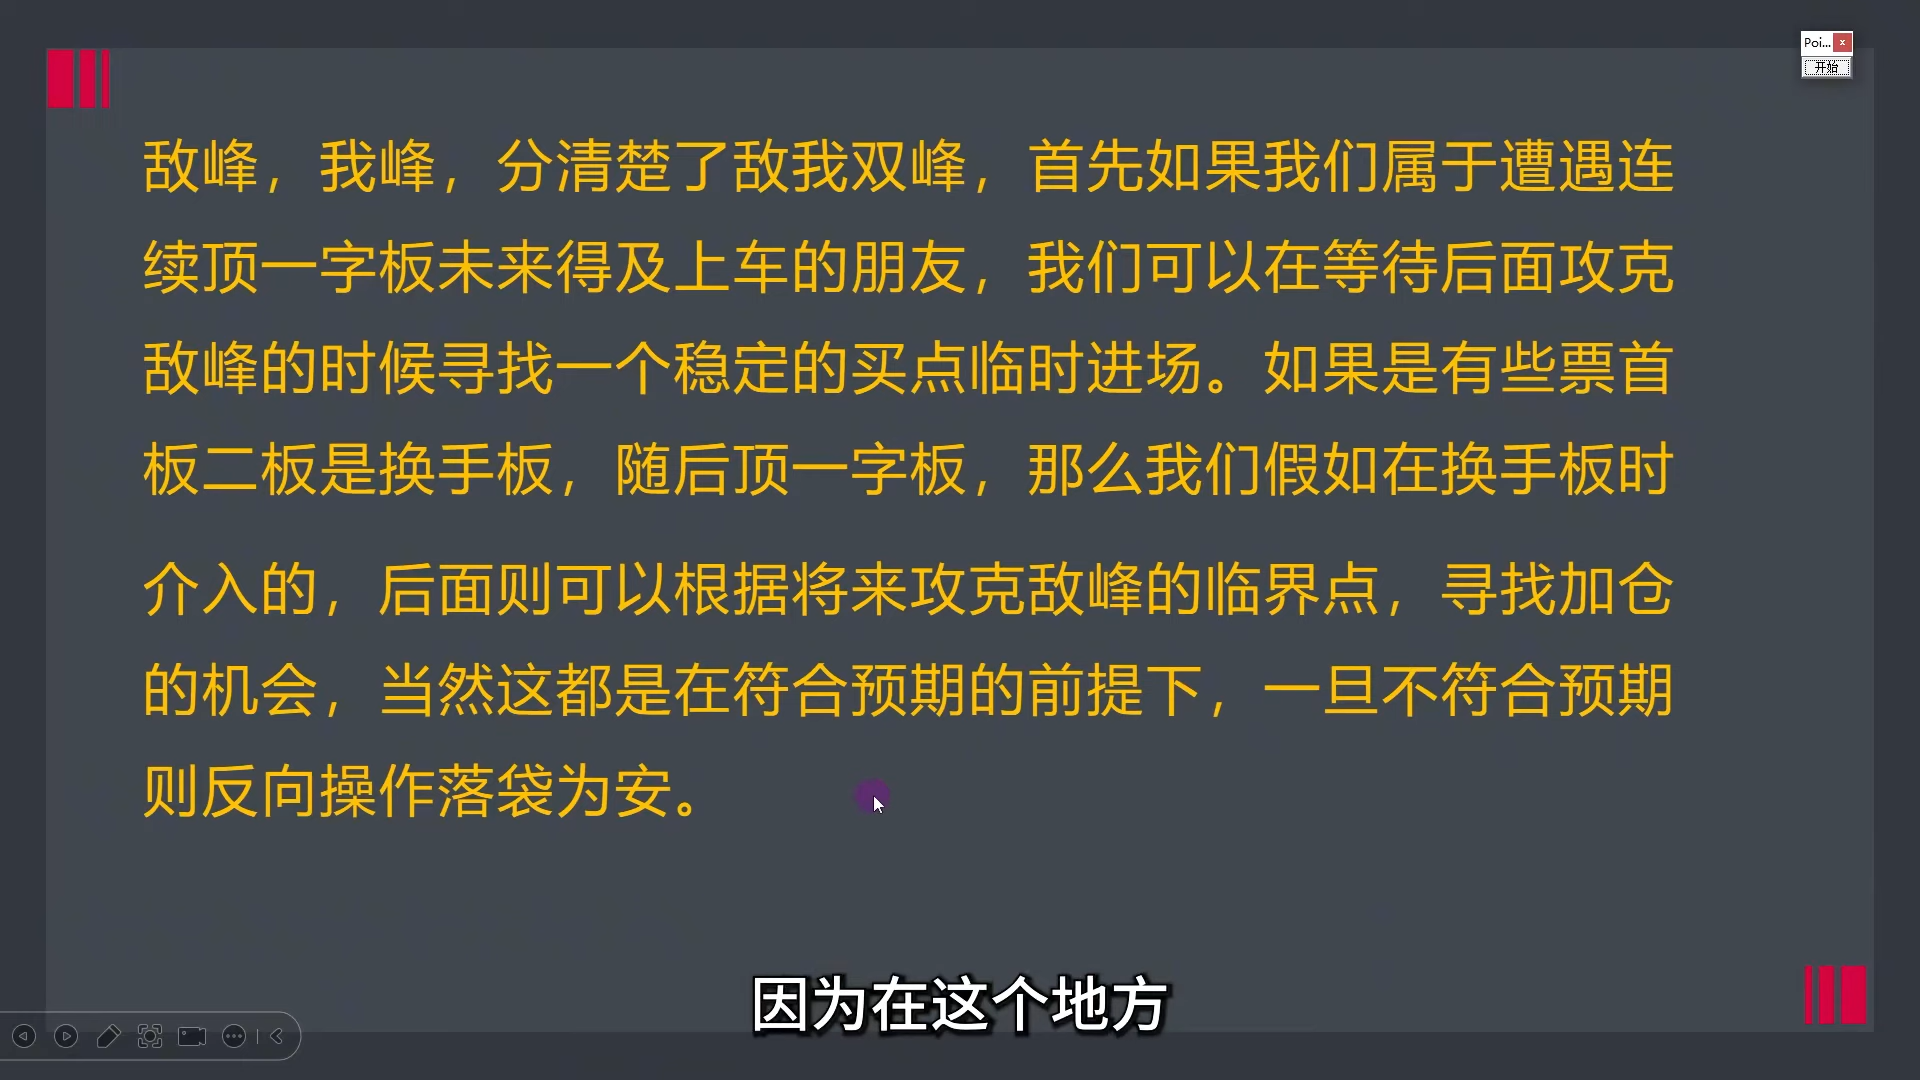 Poi...
开始
敌峰，我峰，分清楚了敌我双峰，首先如果我们属于遭遇连
续顶一字板未来得及上车的朋友，我们可以在等待后面攻克
敌峰的时候寻找一个稳定的买点临时进场。如果是有些票首
板二板是换手板，随后顶一字板，那么我们假如在换手板时
介入的，后面则可以根据将来攻克敌峰的临界点，寻找加仓
的机会，当然这都是在符合预期的前提下，一旦不符合预期
则反向操作落袋为安。
因为在这个地方